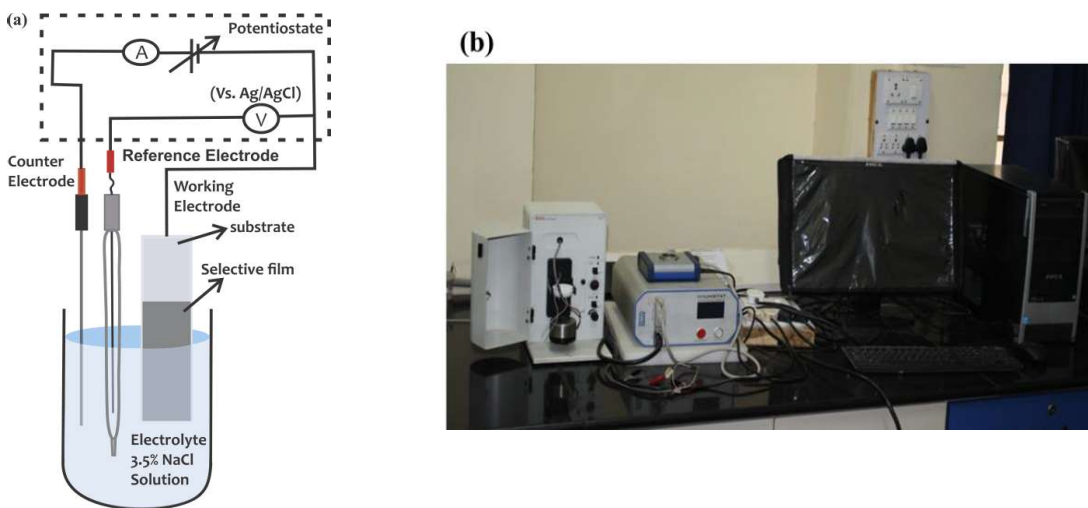 (a)
Potentiostate
A
(Vs. Ag/AgCl)
V
Reference Electrode
Counter
Electrode
Working
Electrode
substrate
Selective film
Electrolyte
3.5% NaCl
Solution
(b)